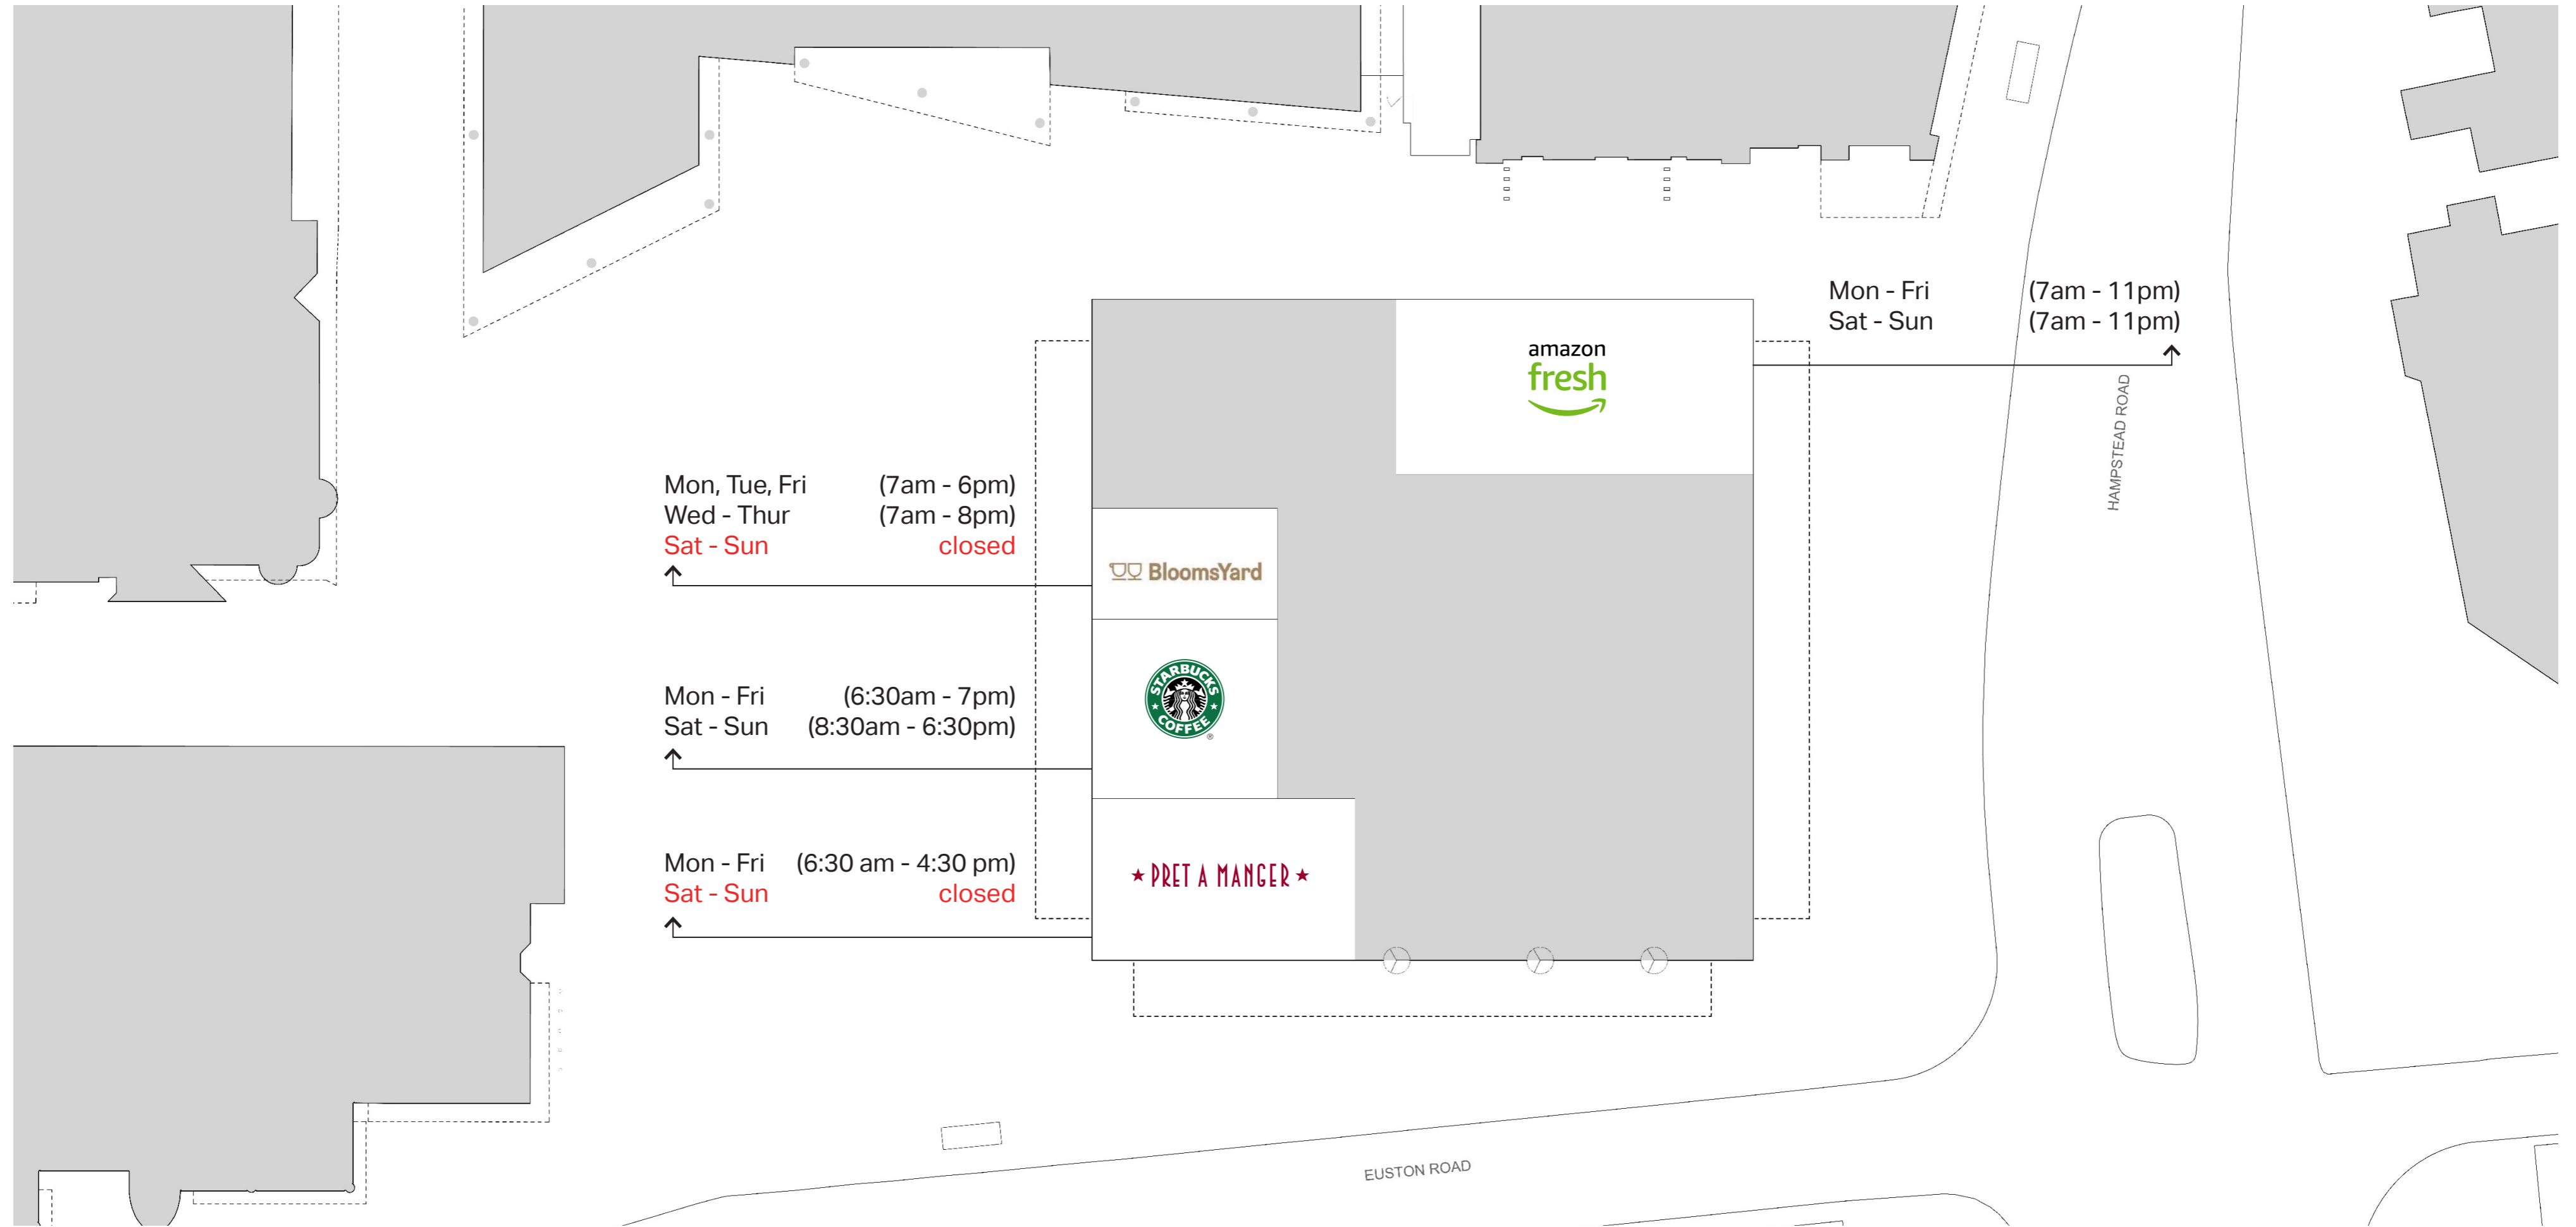 Mon - Fri (7am - 11pm)
Sat - Sun (7am - 11pm)
amazon
fresh
HAMPSTEAD ROAD
Mon, Tue, Fri (7am - 6pm)
Wed - Thur (7am - 8pm)
Sat - Sun closed
BloomsYard
Mon - Fri (6:30am - 7pm)
Sat - Sun (8:30am - 6:30pm)
STARBUCKS
COFFEE
®
Mon - Fri (6:30 am - 4:30 pm)
Sat - Sun closed
★ PRET A MANGER ★
EUSTON ROAD